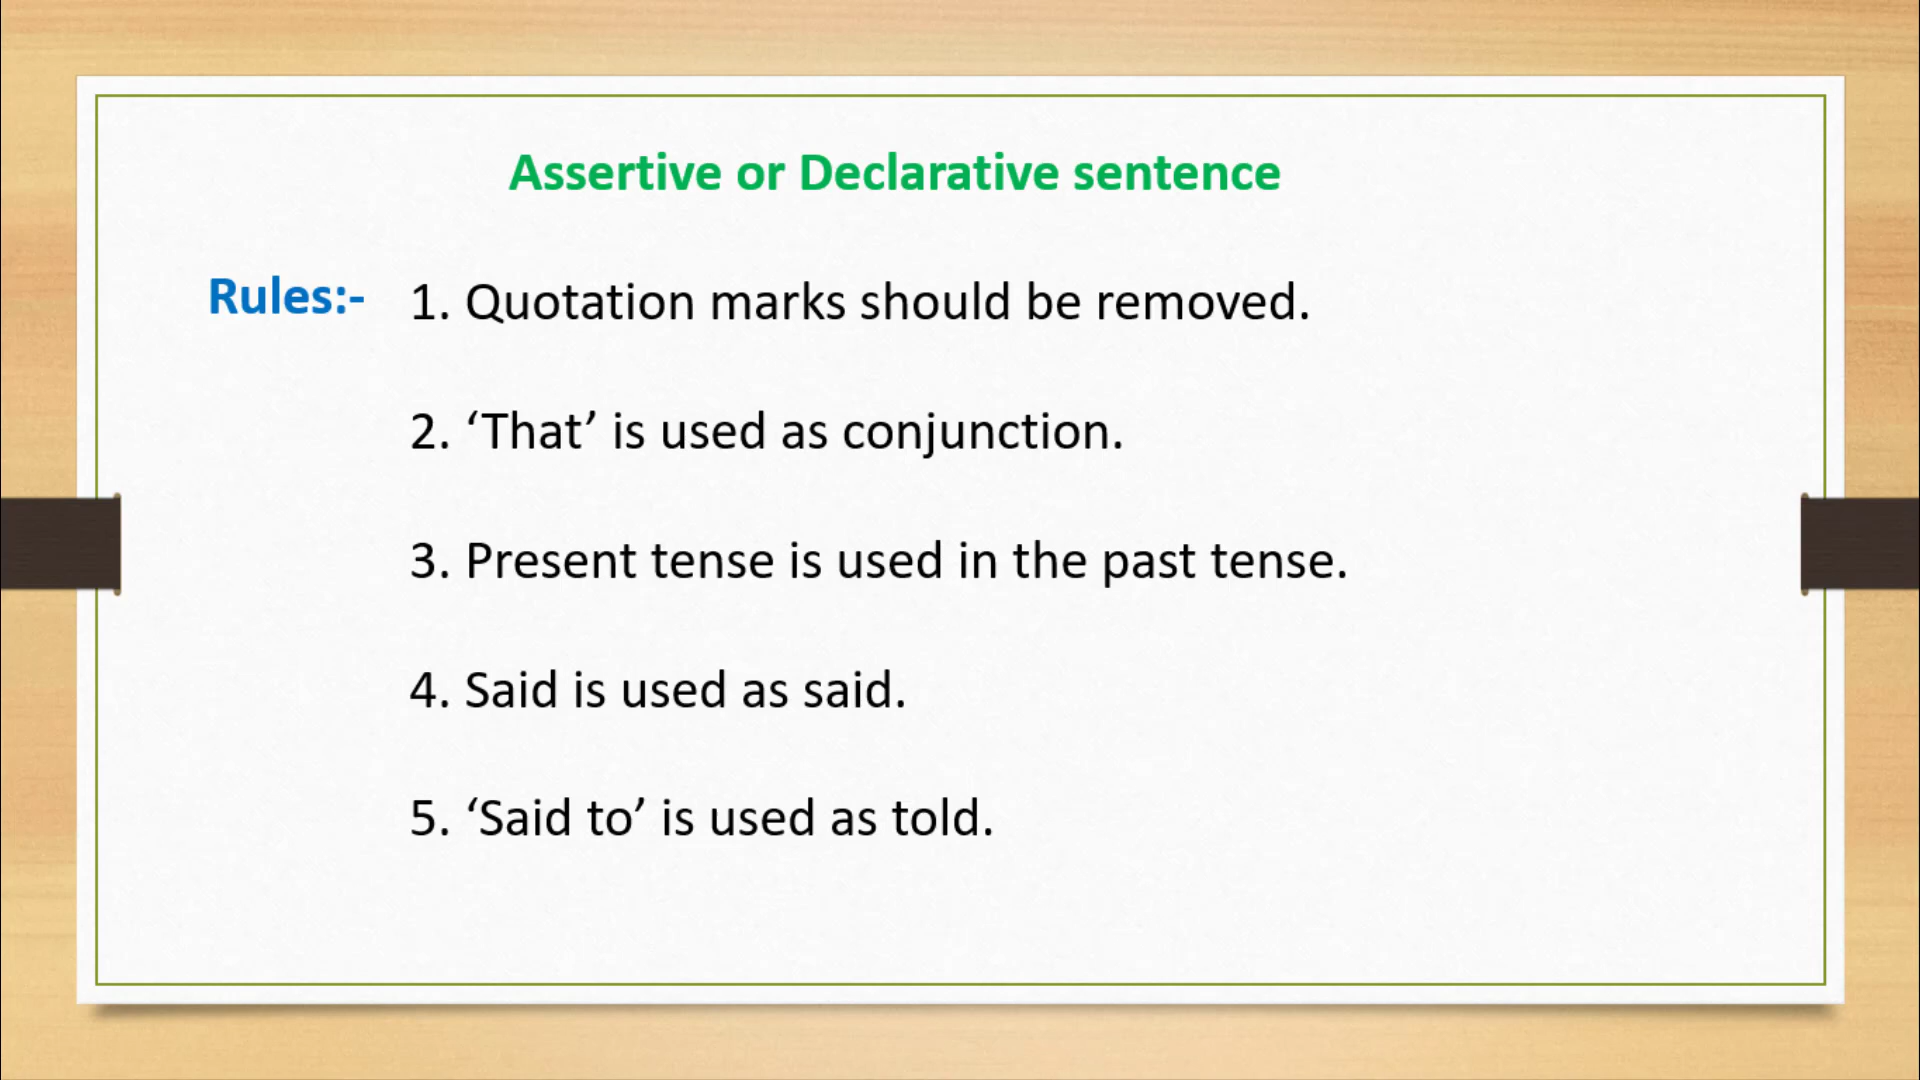 Assertive or Declarative sentence
Rules:- 1. Quotation marks should be removed.
2. ‘That’ is used as conjunction.
3. Present tense is used in the past tense.
4. Said is used as said.
5. ‘Said to’ is used as told.